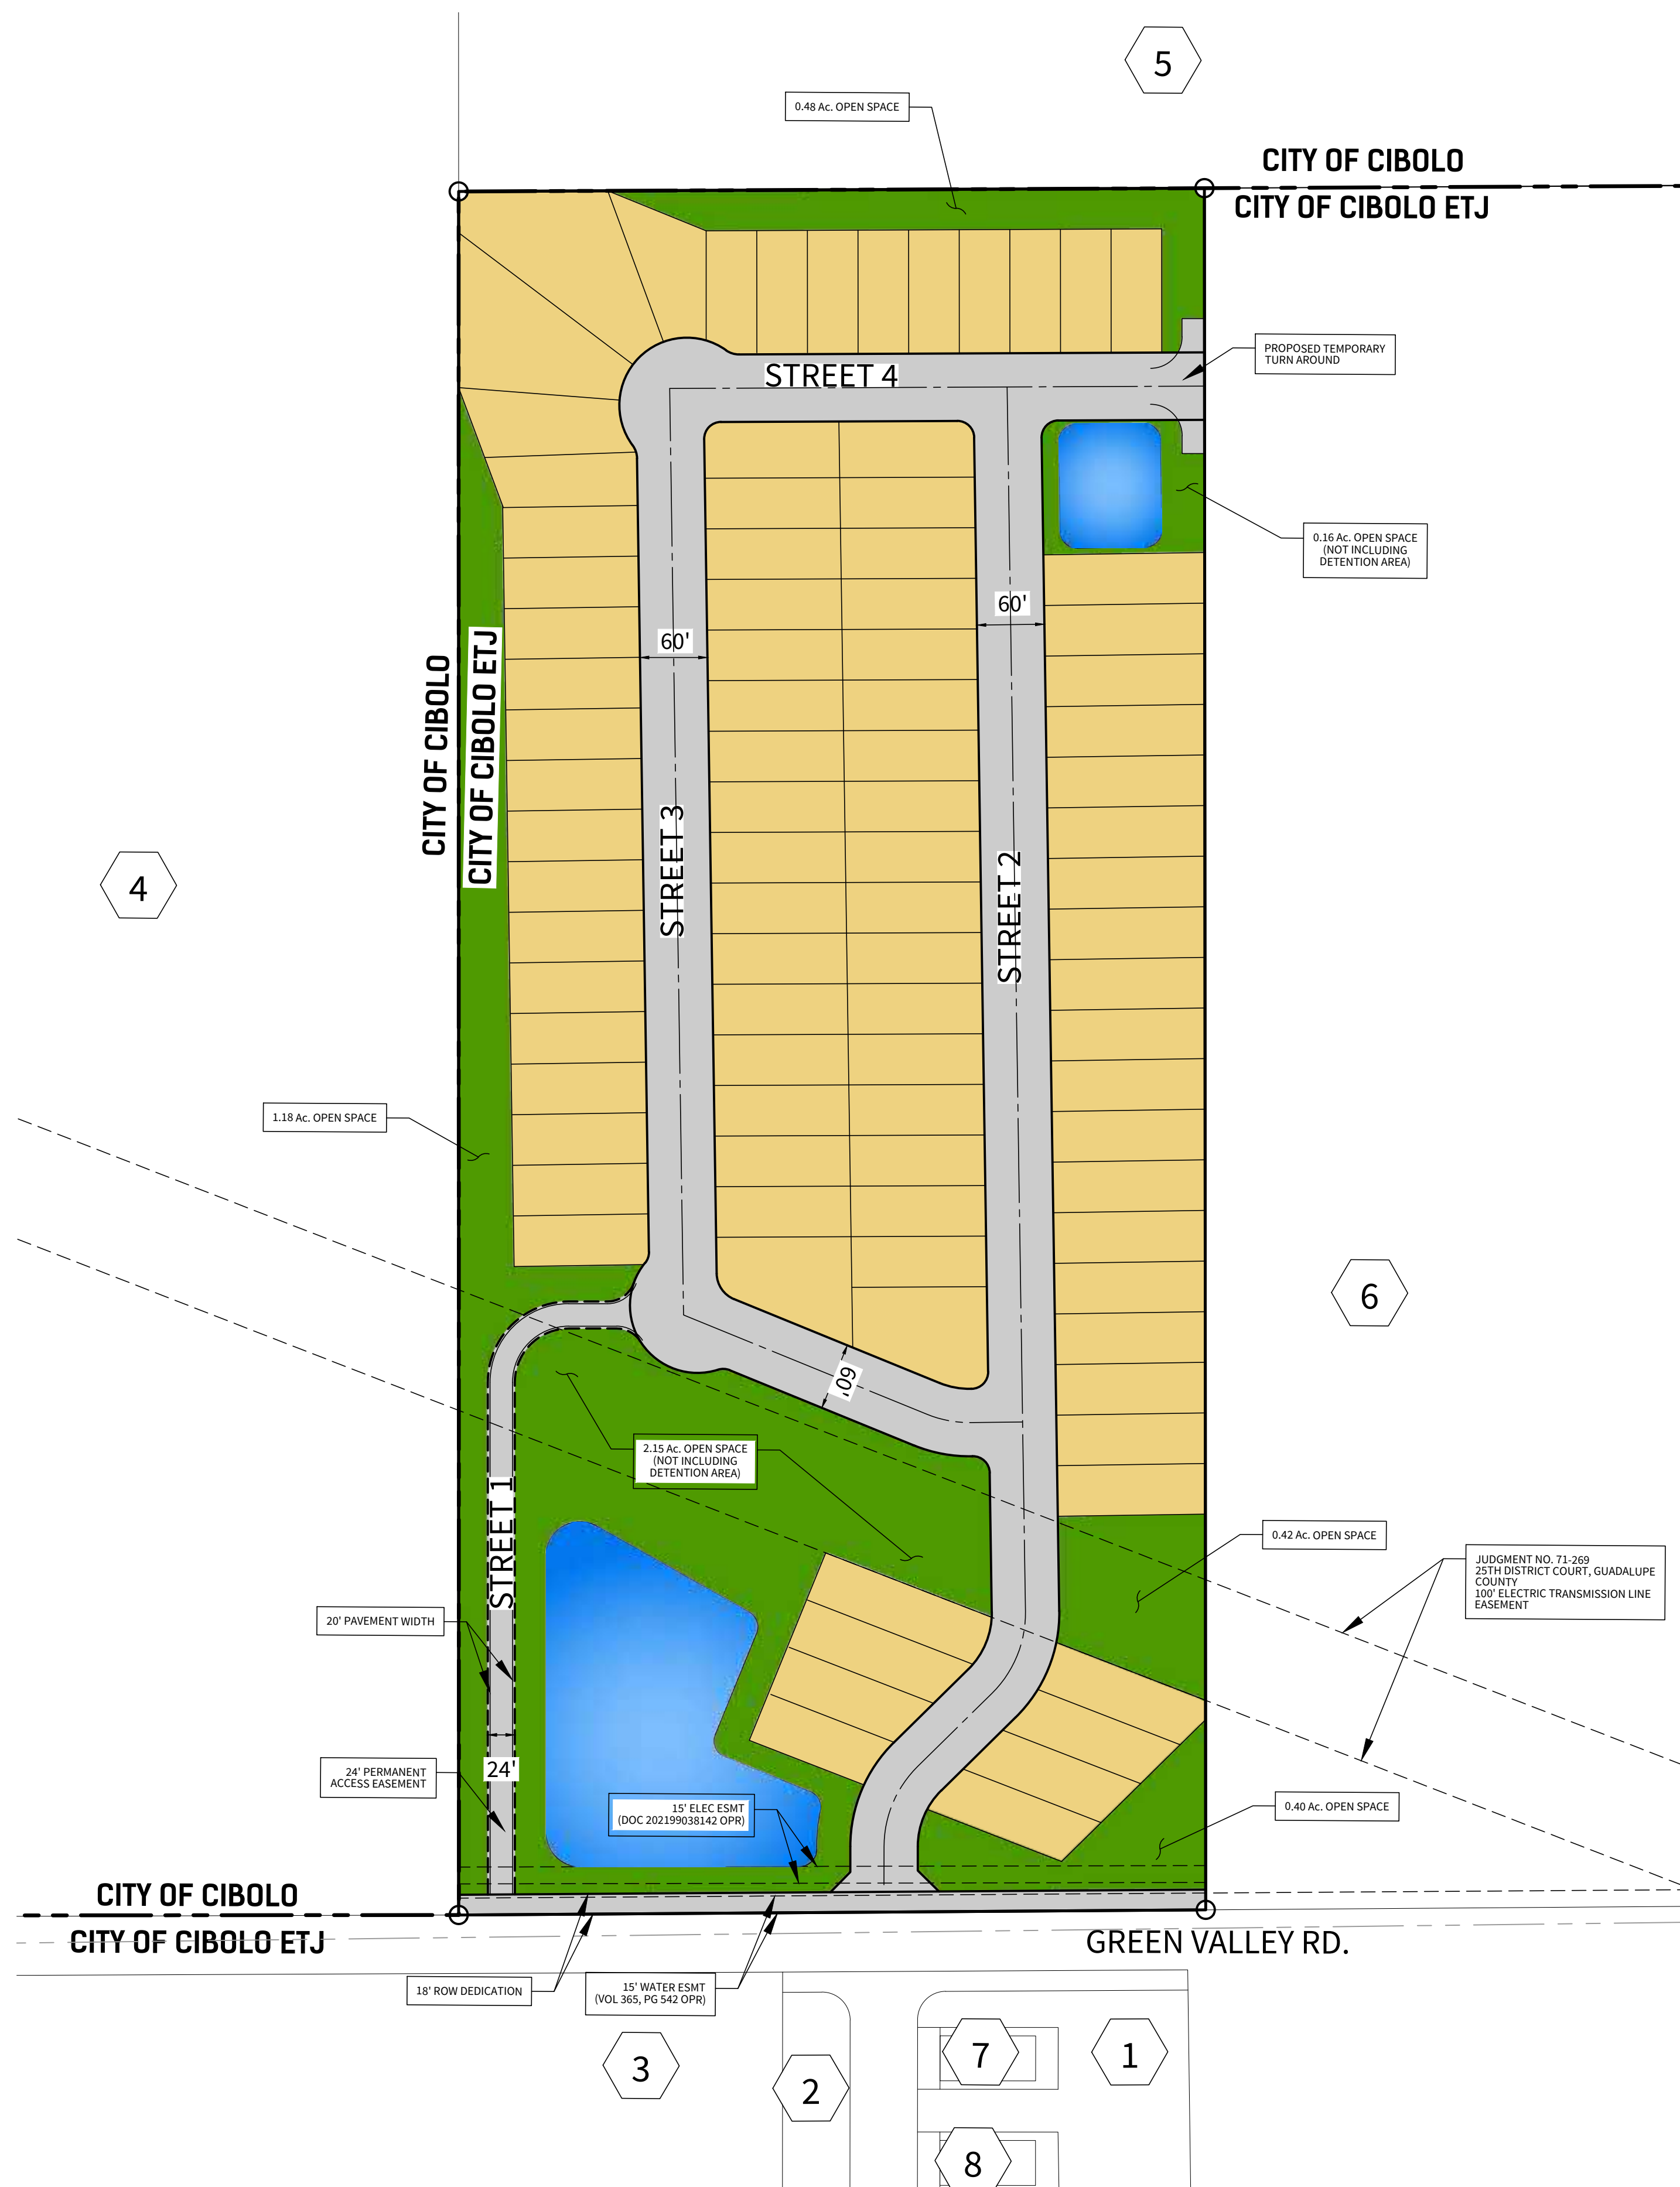 5
0.48 Ac. OPEN SPACE
CITY OF CIBOLO
CITY OF CIBOLO ETJ
PROPOSED TEMPORARY
TURN AROUND
STREET 4
0.16 Ac. OPEN SPACE
(NOT INCLUDING
DETENTION AREA)
60'
60'
CITY OF CIBOLO
CITY OF CIBOLO ETJ
STREET 3
STREET 2
4
1.18 Ac. OPEN SPACE
6
60'
2.15 Ac. OPEN SPACE
(NOT INCLUDING
DETENTION AREA)
STREET 1
0.42 Ac. OPEN SPACE
JUDGMENT NO. 71-269
25TH DISTRICT COURT, GUADALUPE
COUNTY
100' ELECTRIC TRANSMISSION LINE
EASEMENT
20' PAVEMENT WIDTH
24'
24' PERMANENT
ACCESS EASEMENT
15' ELEC ESMT
(DOC 202199038142 OPR)
0.40 Ac. OPEN SPACE
CITY OF CIBOLO
CITY OF CIBOLO ETJ
GREEN VALLEY RD.
18' ROW DEDICATION
15' WATER ESMT
(VOL 365, PG 542 OPR)
3
2
7
1
8